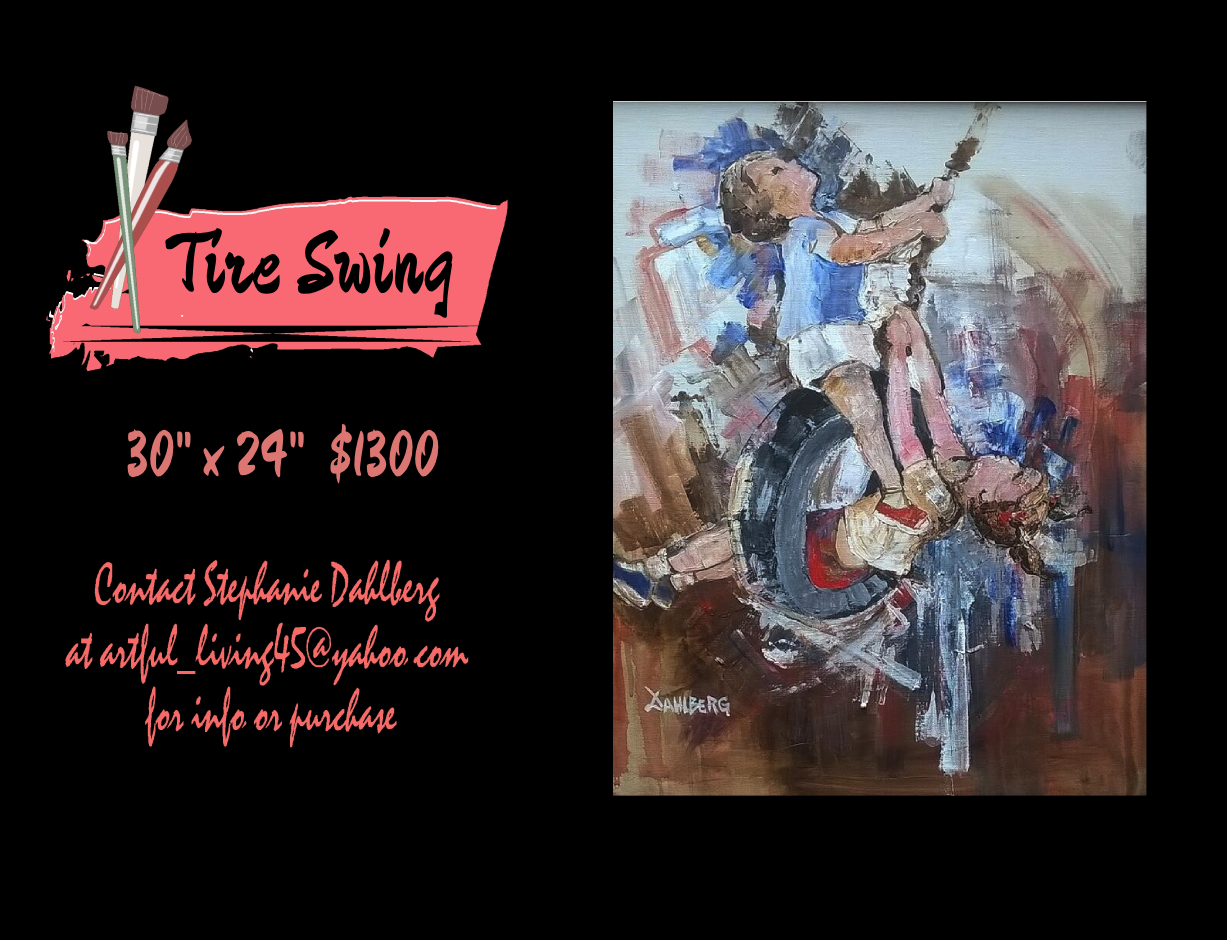 Tire Swing
30" x 24" $1300
Contact Stephanie Dahlberg
at artful_living45@yahoo.com
for info or purchase
DAHLBERG